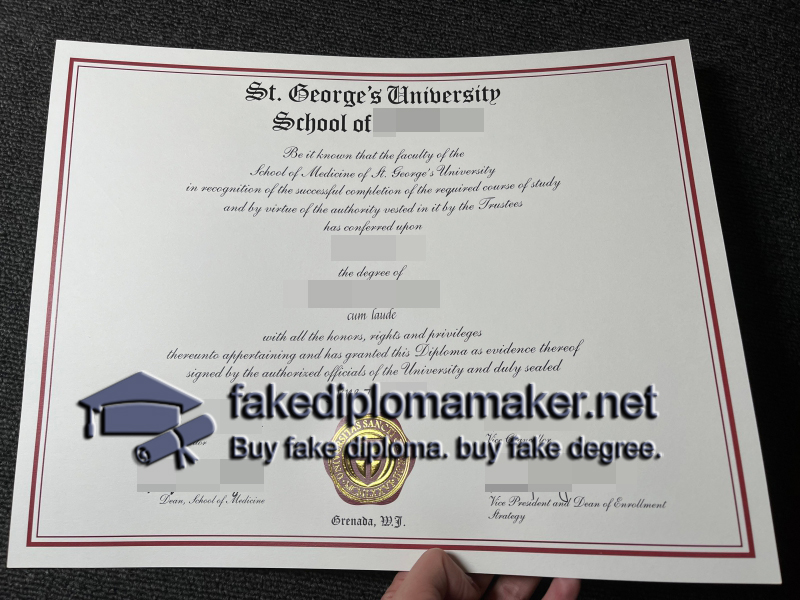 St. George's University
School of
Be it known that the faculty of the
School of Medicine of St. George's University
in recognition of the successful completion of the required course of study
and by virtue of the authority vested in it by the Trustees
has conferred upon
the degree of
cum laude
with all the honors, rights and privileges
thereunto appertaining and has granted this Diploma as evidence thereof
signed by the authorized officials of the University and duly sealed
fakediplomamaker.net
Buy fake diploma. buy fake degree.
Vice Chancellor
Dean, School of Medicine
Grenada, W.I.
Vice President and Dean of Enrollment
Strategy